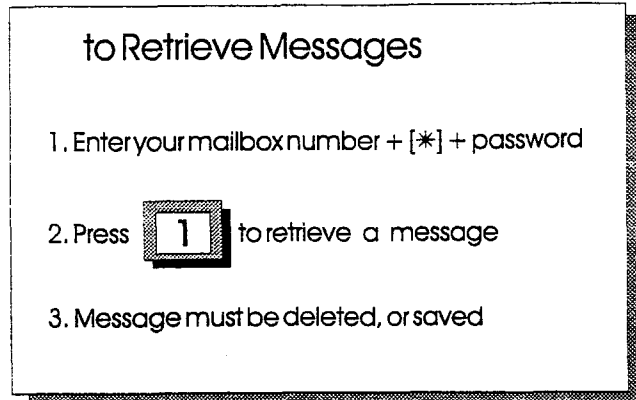 to Retrieve Messages
1. Enter your mailbox number + [*] + password
2. Press 1 to retrieve a message
3. Message must be deleted, or saved